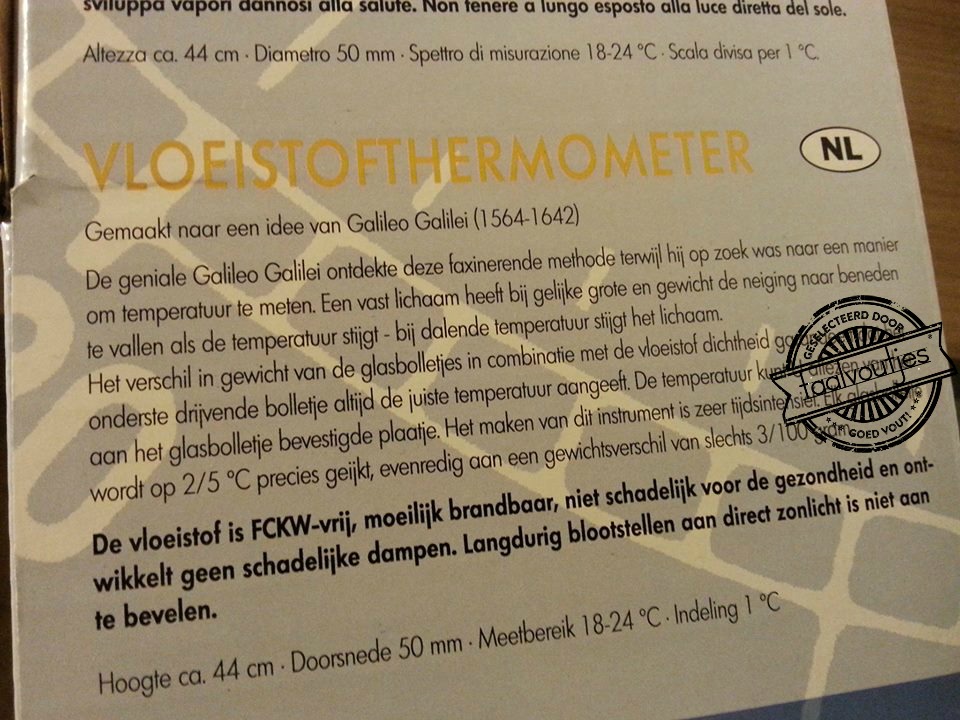 sviluppa vapori dannosi alla salute. Non tenere a lungo esposto alla luce diretta del sole.
Altezza ca. 44 cm · Diametro 50 mm · Spettro di misurazione 18-24 °C · Scala divisa per 1 °C.
VLOEISTOFTHERMOMETER NL
Gemaakt naar een idee van Galileo Galilei (1564-1642)
De geniale Galileo Galilei ontdekte deze faxinerende methode terwijl hij op zoek was naar een manier
om temperatuur te meten. Een vast lichaam heeft bij gelijke grote en gewicht de neiging naar beneden
te vallen als de temperatuur stijgt - bij dalende temperatuur stijgt het lichaam.
Het verschil in gewicht van de glasbolletjes in combinatie met de vloeistof dichtheid
onderste drijvende bolletje altijd de juiste temperatuur aangeeft. De temperatuur aflezen
aan het glasbolletje bevestigde plaatje. Het maken van dit instrument is zeer tijdsintensief. Elk
wordt op 2/5 °C precies geijkt, evenredig aan een gewichtsverschil van slechts 3/100 gram.
GESELECTEERD DOOR
taalvoutjes
GOED VOUT!
De vloeistof is FCKW-vrij, moeilijk brandbaar, niet schadelijk voor de gezondheid en ont-
wikkelt geen schadelijke dampen. Langdurig blootstellen aan direct zonlicht is niet aan
te bevelen.
Hoogte ca. 44 cm · Doorsnede 50 mm · Meetbereik 18-24 °C · Indeling 1 °C